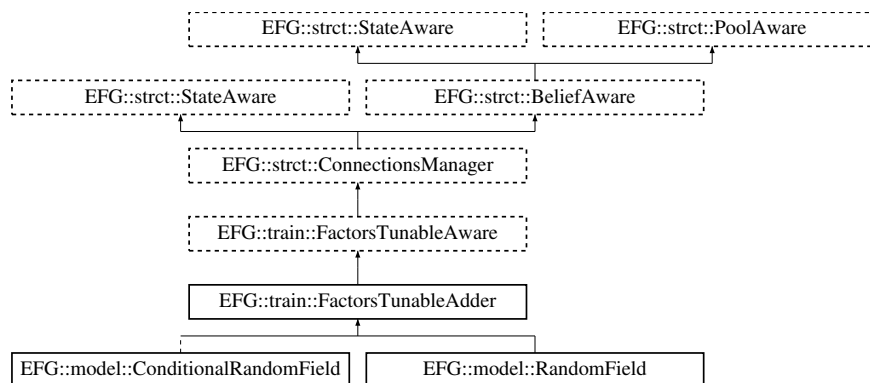 EFG::strct::StateAware
EFG::strct::PoolAware
EFG::strct::StateAware
EFG::strct::BeliefAware
EFG::strct::ConnectionsManager
EFG::train::FactorsTunableAware
EFG::train::FactorsTunableAdder
EFG::model::ConditionalRandomField
EFG::model::RandomField